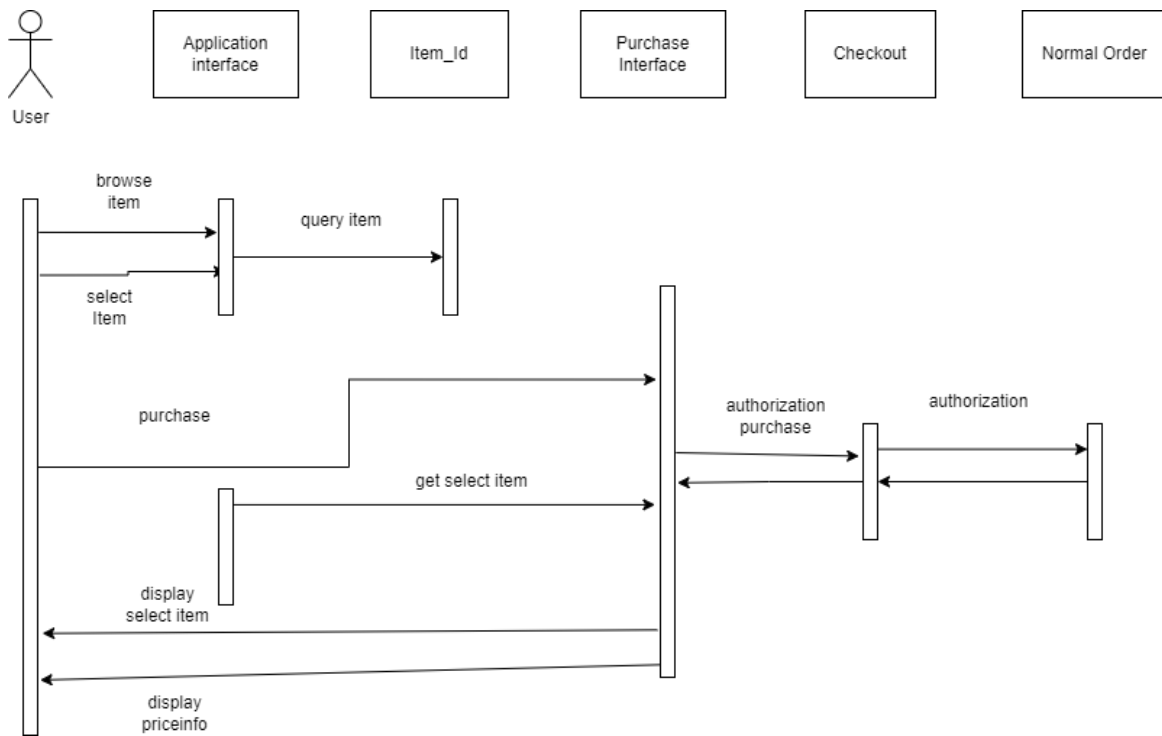 Application
interface
Item_Id
Purchase
Interface
Checkout
Normal Order
User
browse
item
query item
select
Item
purchase
authorization
purchase
authorization
get select item
display
select item
display
priceinfo